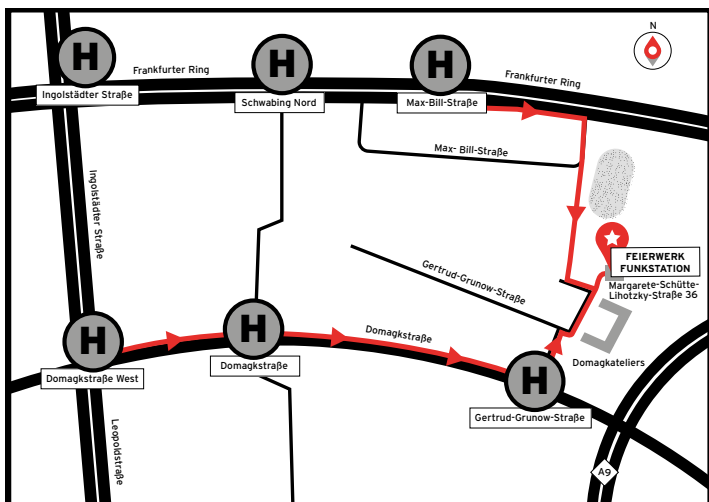 N
H
H
H
Frankfurter Ring
Frankfurter Ring
Ingolstädter Straße
Schwabing Nord
Max-Bill-Straße
Max- Bill-Straße
Ingolstädter Straße
FEIERWERK
FUNKSTATION
Margarete-Schütte-
Lihotzky-Straße 36
Gertrud-Grunow-Straße
H
H
Domagkstraße
Domagkateliers
Domagkstraße West
Domagkstraße
H
Gertrud-Grunow-Straße
Leopoldstraße
A9